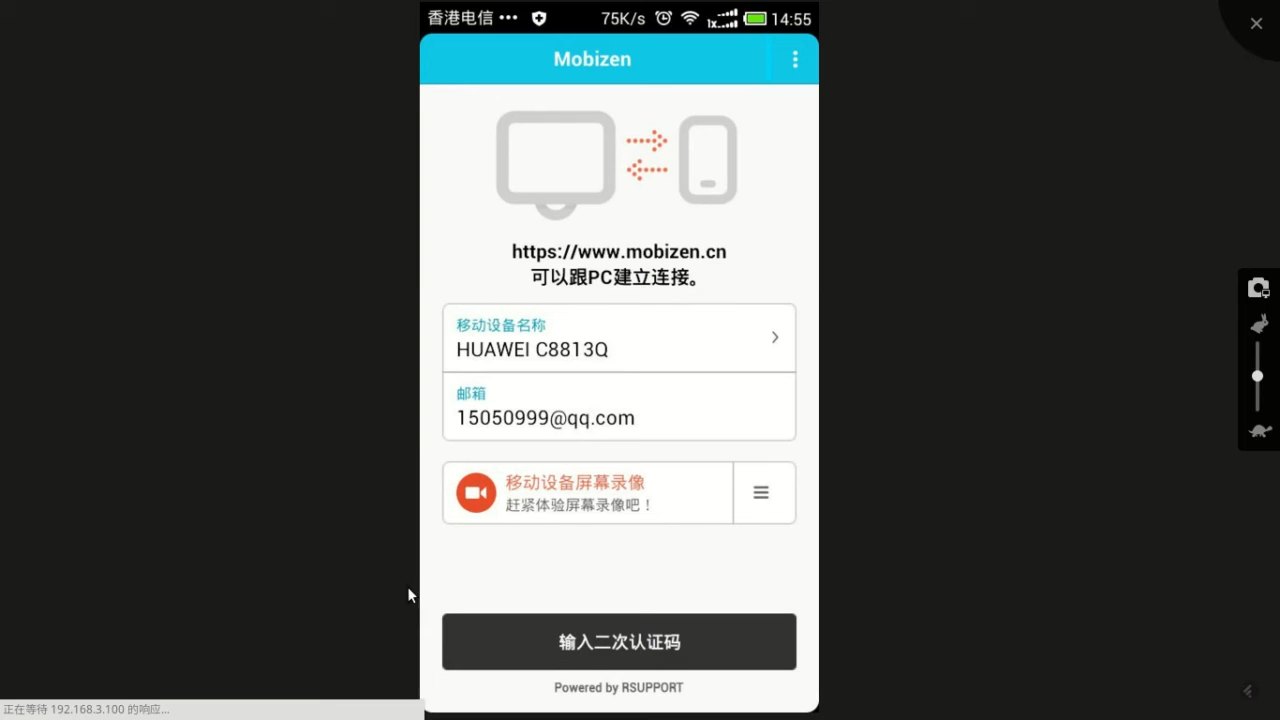 香港电信 ••• 75K/s 1x 14:55
Mobizen
https://www.mobizen.cn
可以跟PC建立连接。
移动设备名称
HUAWEI C8813Q
邮箱
15050999@qq.com
移动设备屏幕录像
赶紧体验屏幕录像吧！
输入二次认证码
Powered by RSUPPORT
正在等待 192.168.3.100 的响应...